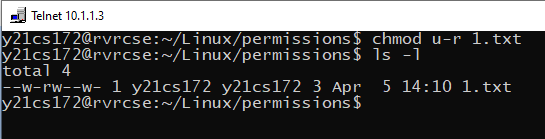 Telnet 10.1.1.3
y21cs172@rvrcse:~/Linux/permissions$ chmod u-r 1.txt
y21cs172@rvrcse:~/Linux/permissions$ ls -l
total 4
--w-rw--w- 1 y21cs172 y21cs172 3 Apr  5 14:10 1.txt
y21cs172@rvrcse:~/Linux/permissions$